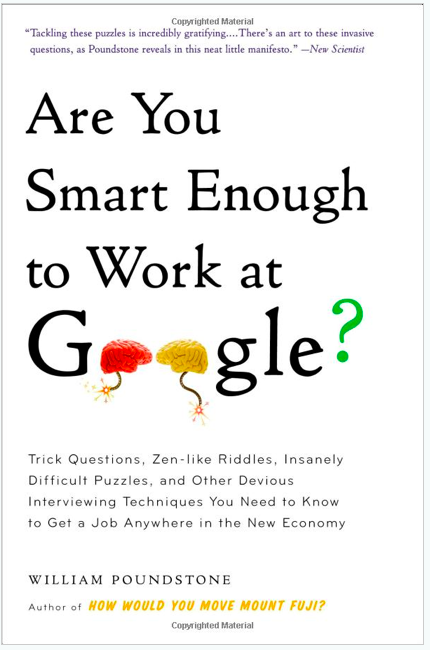 Copyrighted Material
“Tackling these puzzles is incredibly gratifying....There’s an art to these invasive
questions, as Poundstone reveals in this neat little manifesto.” —New Scientist
Are You
Smart Enough
to Work at
Google?
Trick Questions, Zen-like Riddles, Insanely
Difficult Puzzles, and Other Devious
Interviewing Techniques You Need to Know
to Get a Job Anywhere in the New Economy
WILLIAM POUNDSTONE
Author of HOW WOULD YOU MOVE MOUNT FUJI?
Copyrighted Material